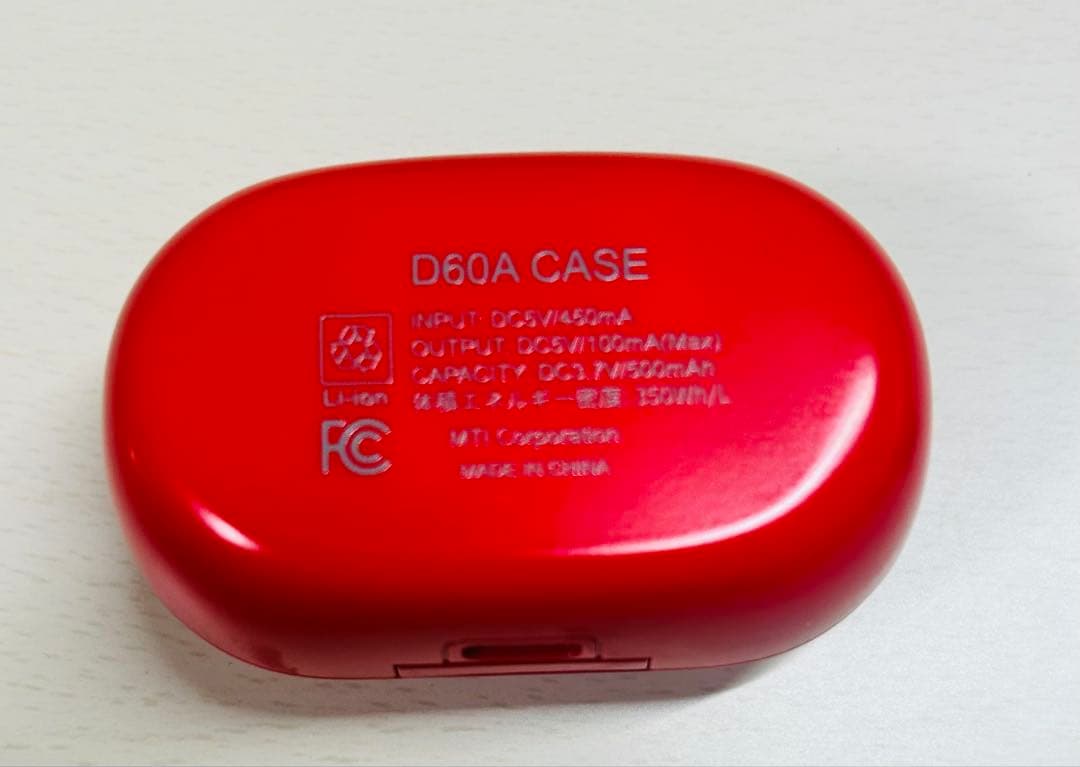 D60A CASE
INPUT: DC5V/450mA
OUTPUT: DC5V/100mA(Max)
CAPACITY: DC3.7V/500mAh
Li-ion
体積エネルギー密度: 350Wh/L
FC
MTI Corporation
MADE IN CHINA